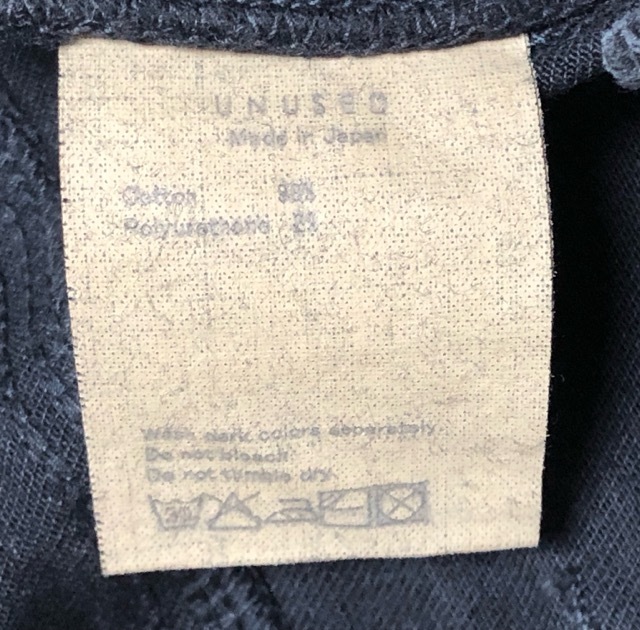 UNUSED
Made in Japan
Cotton 98%
Polyurethane 2%
Wash dark colors separately
Do not bleach
Do not tumble dry